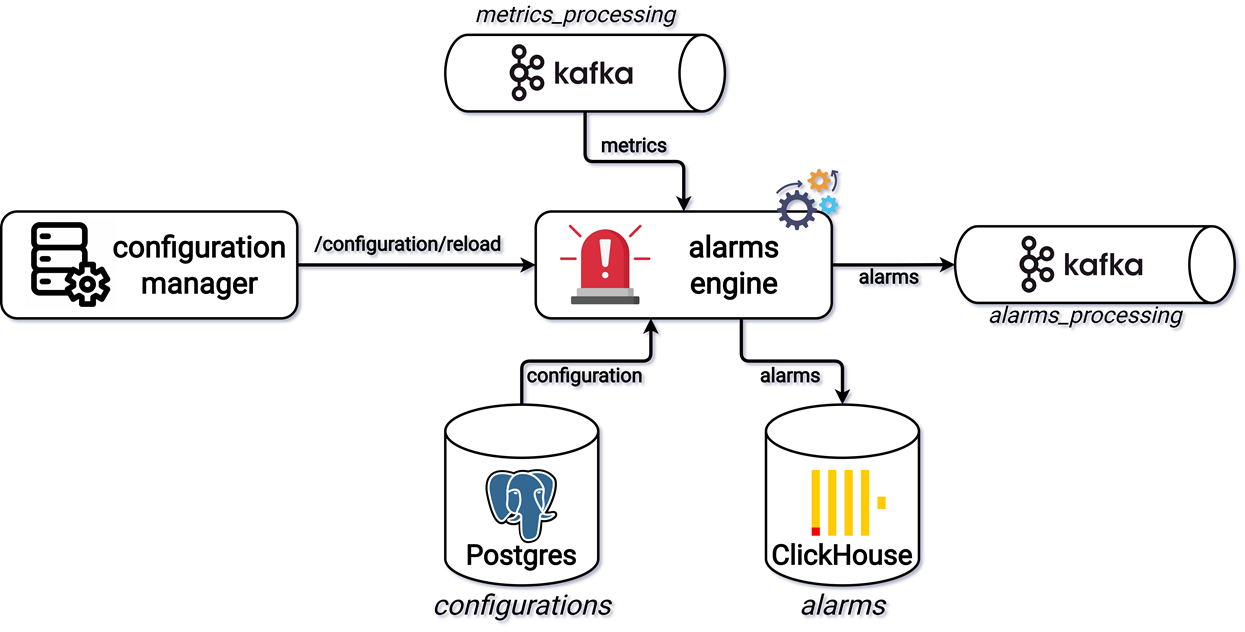 metrics_processing
kafka
metrics
configuration
manager
/configuration/reload
alarms
engine
alarms
kafka
alarms_processing
configuration
alarms
Postgres
ClickHouse
configurations
alarms